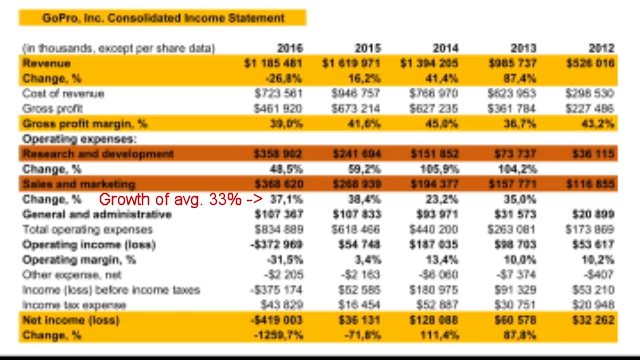 GoPro, Inc. Consolidated Income Statement
(in thousands, except per share data) 2016 2015 2014 2013 2012
Revenue $1 185 481 $1 619 971 $1 394 205 $985 737 $526 016
Change, % -26,8% 16,2% 41,4% 87,4%
Cost of revenue $723 561 $946 757 $766 970 $623 953 $298 530
Gross profit $461 920 $673 214 $627 235 $361 784 $227 486
Gross profit margin, % 39,0% 41,6% 45,0% 36,7% 43,2%
Operating expenses:
Research and development $358 902 $241 694 $151 852 $73 737 $36 115
Change, % 48,5% 59,2% 105,9% 104,2%
Sales and marketing $368 620 $268 939 $194 377 $157 771 $116 855
Change, % Growth of avg. 33% -> 37,1% 38,4% 23,2% 35,0%
General and administrative $107 367 $107 833 $93 971 $31 573 $20 899
Total operating expenses $834 889 $618 466 $440 200 $263 081 $173 869
Operating income (loss) -$372 969 $54 748 $187 035 $98 703 $53 617
Operating margin, % -31,5% 3,4% 13,4% 10,0% 10,2%
Other expense, net -$2 205 -$2 163 -$6 060 -$7 374 -$407
Income (loss) before income taxes -$375 174 $52 585 $180 975 $91 329 $53 210
Income tax expense $43 829 $16 454 $52 887 $30 751 $20 948
Net income (loss) -$419 003 $36 131 $128 088 $60 578 $32 262
Change, % -1259,7% -71,8% 111,4% 87,8%